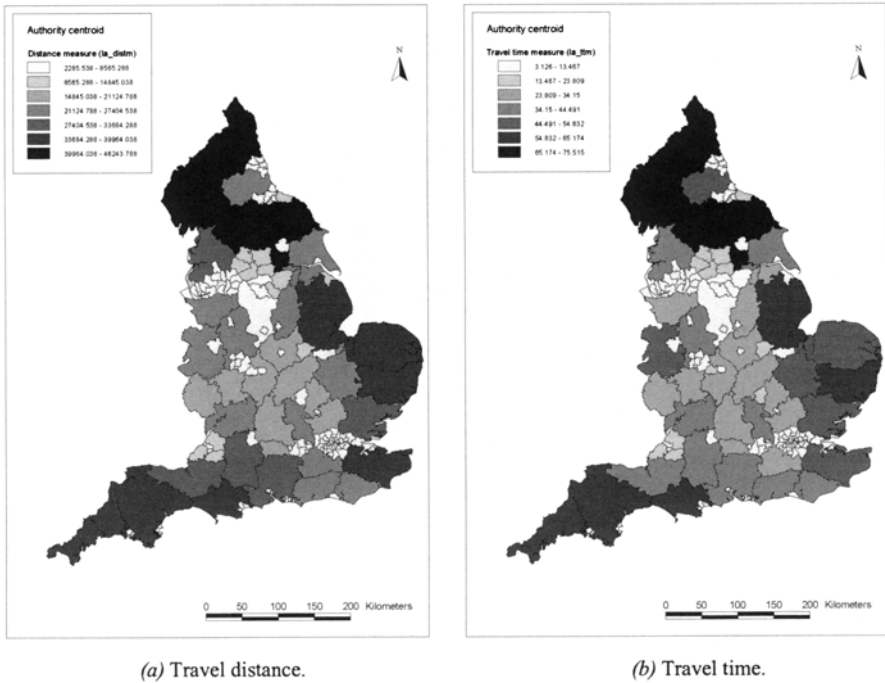 Authority centroid
Distance measure (la_distm)
2285.538 - 8565.288
8565.288 - 14845.038
14845.038 - 21124.788
21124.788 - 27404.538
27404.538 - 33684.288
33684.288 - 39964.038
39964.038 - 46243.788
N
0 50 100 150 200 Kilometers
(a) Travel distance.
Authority centroid
Travel time measure (la_ttm)
3.126 - 13.467
13.467 - 23.809
23.809 - 34.15
34.15 - 44.491
44.491 - 54.832
54.832 - 65.174
65.174 - 75.515
N
0 50 100 150 200 Kilometers
(b) Travel time.